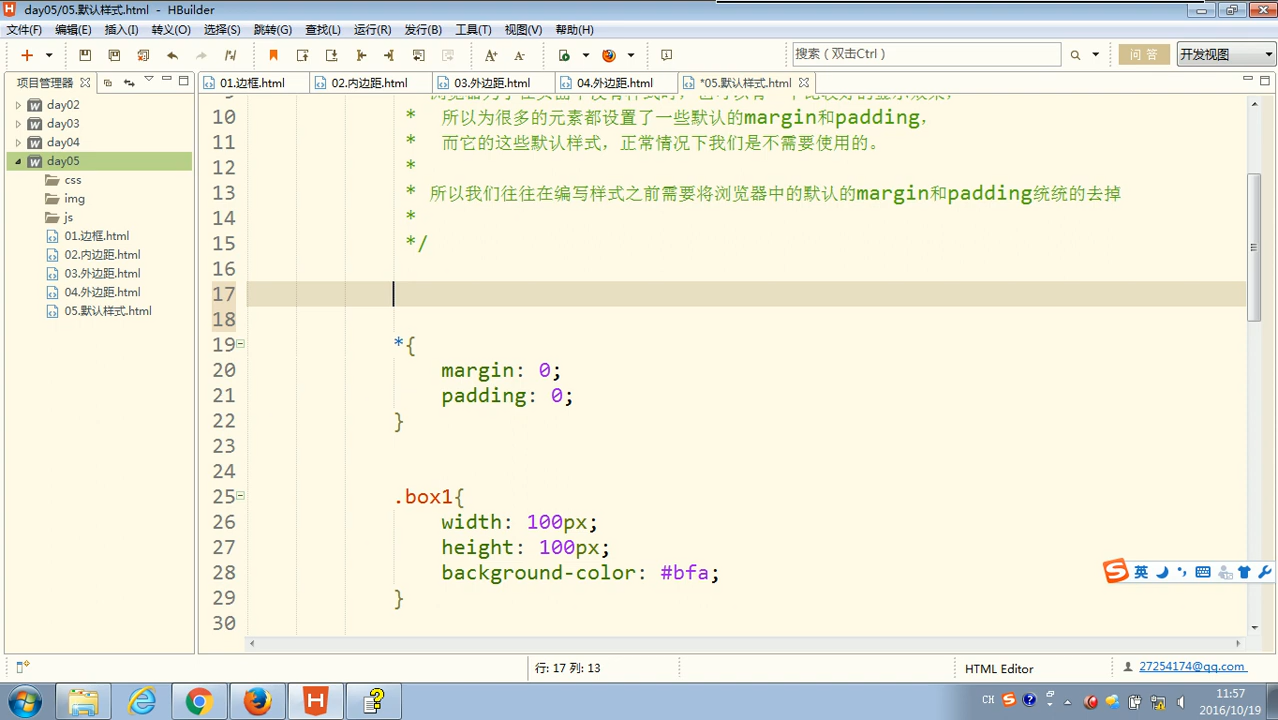 day05/05.默认样式.html - HBuilder
文件(F) 编辑(E) 插入(I) 转义(O) 选择(S) 跳转(G) 查找(L) 运行(R) 发行(B) 工具(T) 视图(V) 帮助(H)
搜索（双击Ctrl） 问 答 开发视图
项目管理器
01.边框.html 02.内边距.html 03.外边距.html 04.外边距.html *05.默认样式.html
day02
day03
day04
day05
css
img
js
01.边框.html
02.内边距.html
03.外边距.html
04.外边距.html
05.默认样式.html
10 * 所以为很多的元素都设置了一些默认的margin和padding，
11 * 而它的这些默认样式，正常情况下我们是不需要使用的。
12 *
13 * 所以我们往往在编写样式之前需要将浏览器中的默认的margin和padding统统的去掉
14 *
15 */
16
17
18
19 *{
20 margin: 0;
21 padding: 0;
22 }
23
24
25 .box1{
26 width: 100px;
27 height: 100px;
28 background-color: #bfa;
29 }
30
英
行: 17 列: 13 HTML Editor 27254174@qq.com
CH 11:57
2016/10/19